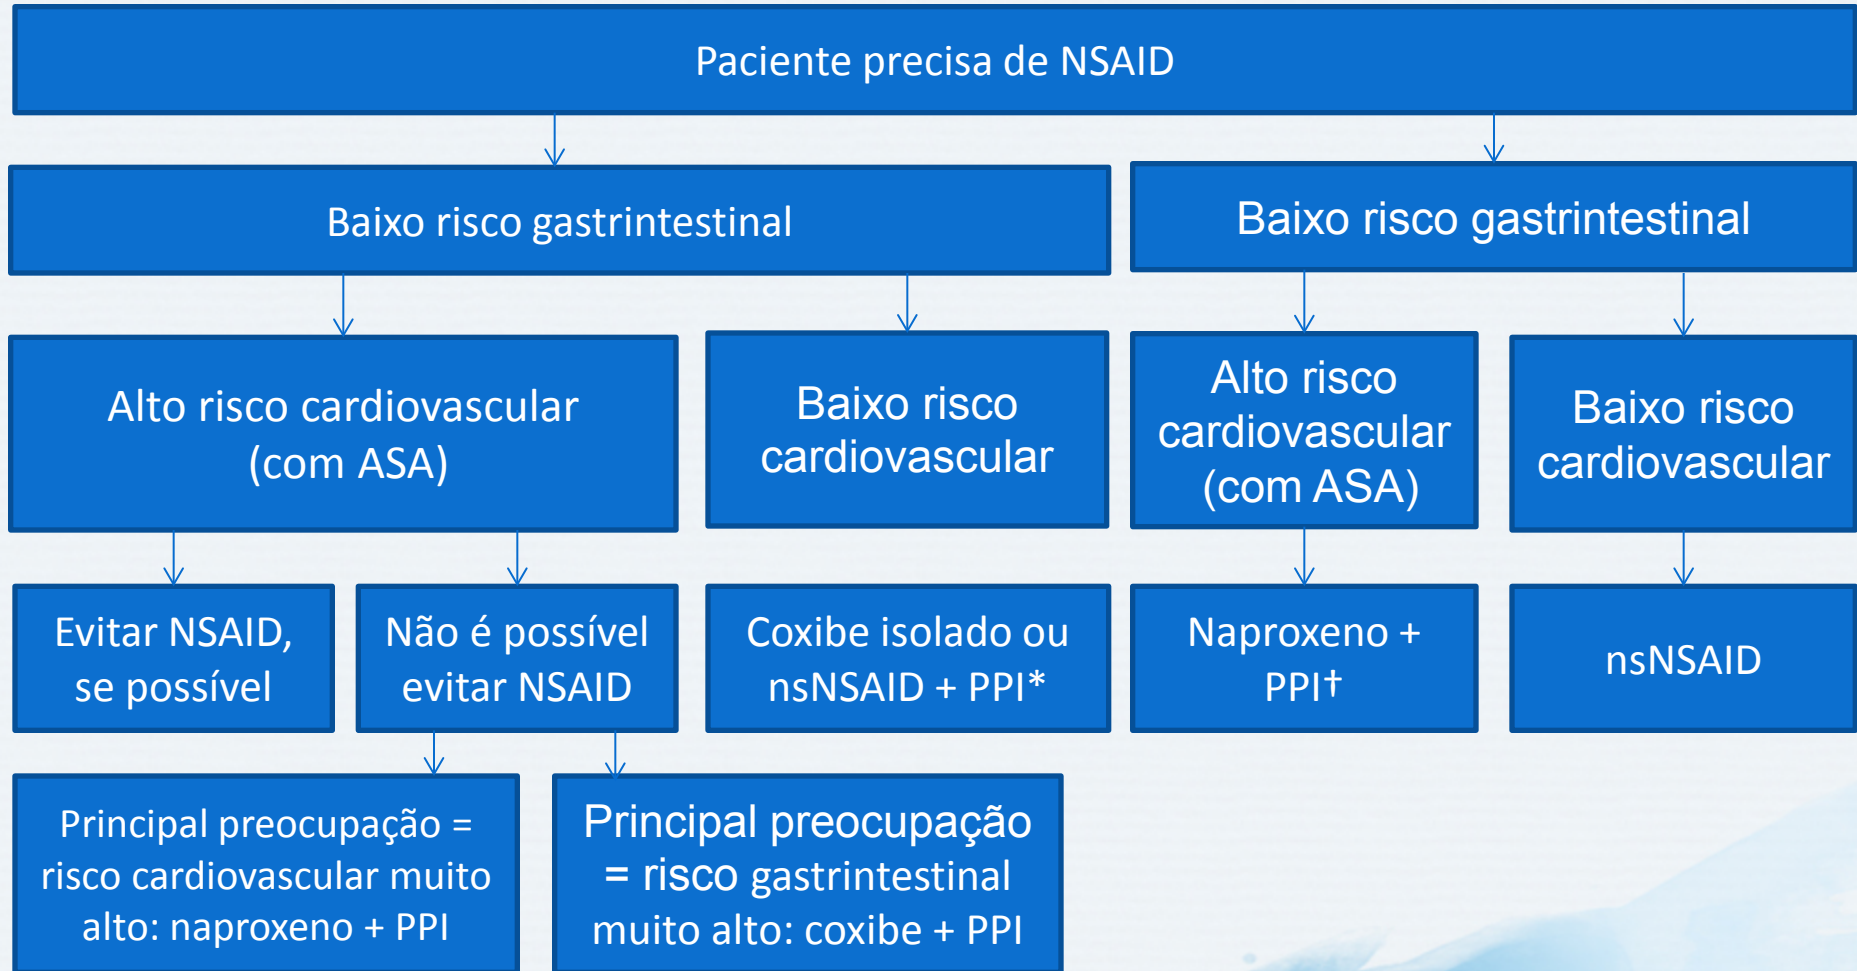 Paciente precisa de NSAID
Baixo risco gastrintestinal
Baixo risco gastrintestinal
Alto risco cardiovascular
(com ASA)
Baixo risco
cardiovascular
Alto risco
cardiovascular
(com ASA)
Baixo risco
cardiovascular
Evitar NSAID,
se possível
Não é possível
evitar NSAID
Coxibe isolado ou
nsNSAID + PPI*
Naproxeno +
PPI†
nsNSAID
Principal preocupação =
risco cardiovascular muito
alto: naproxeno + PPI
Principal preocupação
= risco gastrintestinal
muito alto: coxibe + PPI